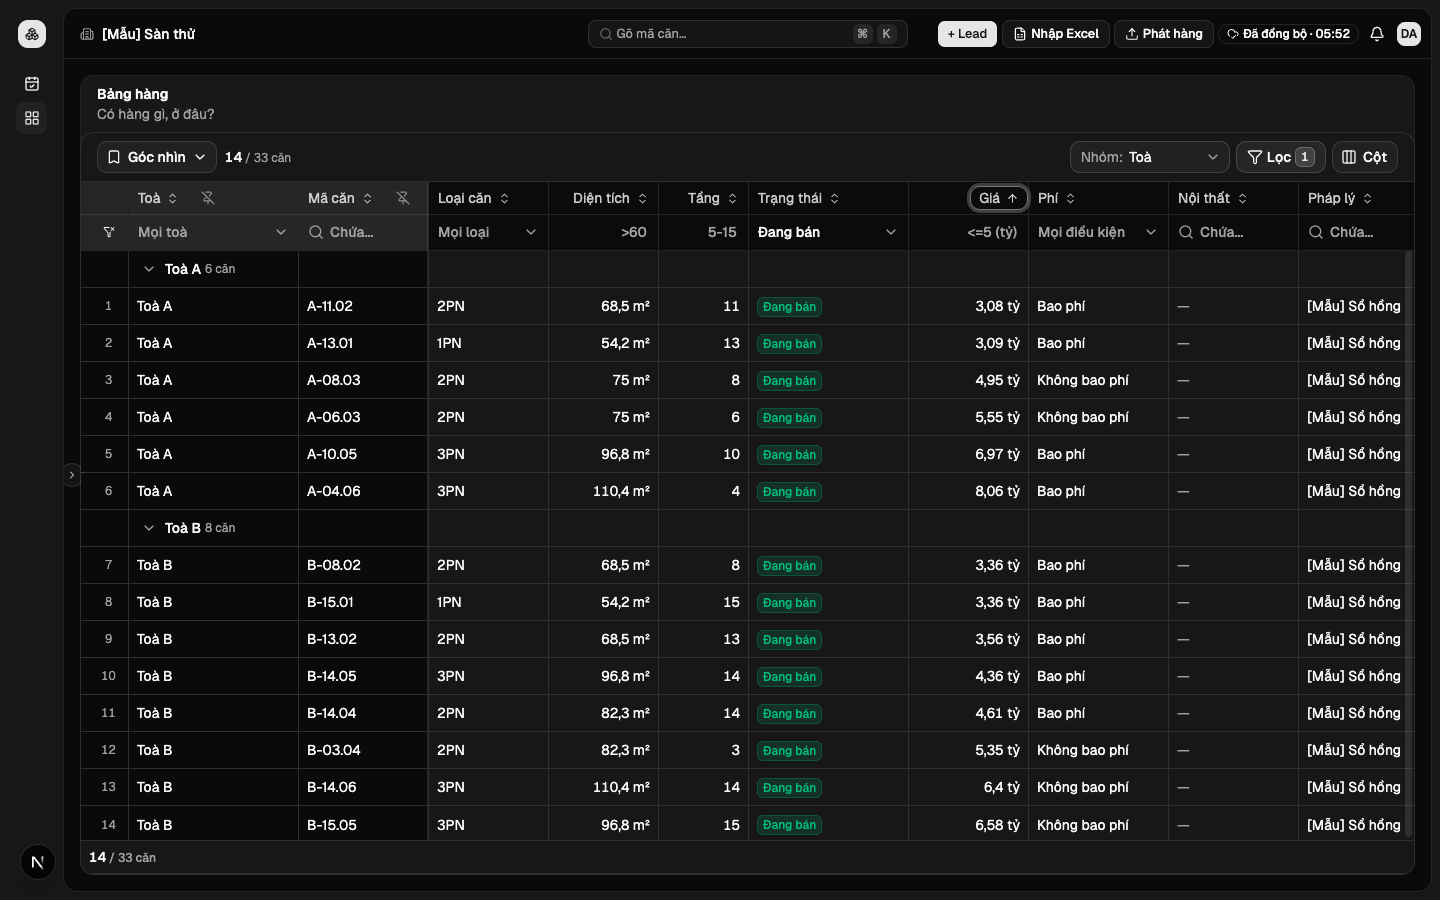 [Mẫu] Sàn thử
Gõ mã căn...
⌘ K
+ Lead
Nhập Excel
Phát hàng
Đã đồng bộ · 05:52
DA
Bảng hàng
Có hàng gì, ở đâu?
Góc nhìn
14 / 33 căn
Nhóm: Toà
Lọc 1
Cột
Toà Mã căn Loại căn Diện tích Tầng Trạng thái Giá Phí Nội thất Pháp lý
Mọi toà Chứa... Mọi loại >60 5-15 Đang bán <=5 (tỷ) Mọi điều kiện Chứa... Chứa...
Toà A 6 căn
1 Toà A A-11.02 2PN 68,5 m² 11 Đang bán 3,08 tỷ Bao phí — [Mẫu] Sổ hồng
2 Toà A A-13.01 1PN 54,2 m² 13 Đang bán 3,09 tỷ Bao phí — [Mẫu] Sổ hồng
3 Toà A A-08.03 2PN 75 m² 8 Đang bán 4,95 tỷ Không bao phí — [Mẫu] Sổ hồng
4 Toà A A-06.03 2PN 75 m² 6 Đang bán 5,55 tỷ Không bao phí — [Mẫu] Sổ hồng
5 Toà A A-10.05 3PN 96,8 m² 10 Đang bán 6,97 tỷ Bao phí — [Mẫu] Sổ hồng
6 Toà A A-04.06 3PN 110,4 m² 4 Đang bán 8,06 tỷ Bao phí — [Mẫu] Sổ hồng
Toà B 8 căn
7 Toà B B-08.02 2PN 68,5 m² 8 Đang bán 3,36 tỷ Bao phí — [Mẫu] Sổ hồng
8 Toà B B-15.01 1PN 54,2 m² 15 Đang bán 3,36 tỷ Bao phí — [Mẫu] Sổ hồng
9 Toà B B-13.02 2PN 68,5 m² 13 Đang bán 3,56 tỷ Bao phí — [Mẫu] Sổ hồng
10 Toà B B-14.05 3PN 96,8 m² 14 Đang bán 4,36 tỷ Bao phí — [Mẫu] Sổ hồng
11 Toà B B-14.04 2PN 82,3 m² 14 Đang bán 4,61 tỷ Bao phí — [Mẫu] Sổ hồng
12 Toà B B-03.04 2PN 82,3 m² 3 Đang bán 5,35 tỷ Không bao phí — [Mẫu] Sổ hồng
13 Toà B B-14.06 3PN 110,4 m² 14 Đang bán 6,4 tỷ Không bao phí — [Mẫu] Sổ hồng
14 Toà B B-15.05 3PN 96,8 m² 15 Đang bán 6,58 tỷ Không bao phí — [Mẫu] Sổ hồng
14 / 33 căn
N